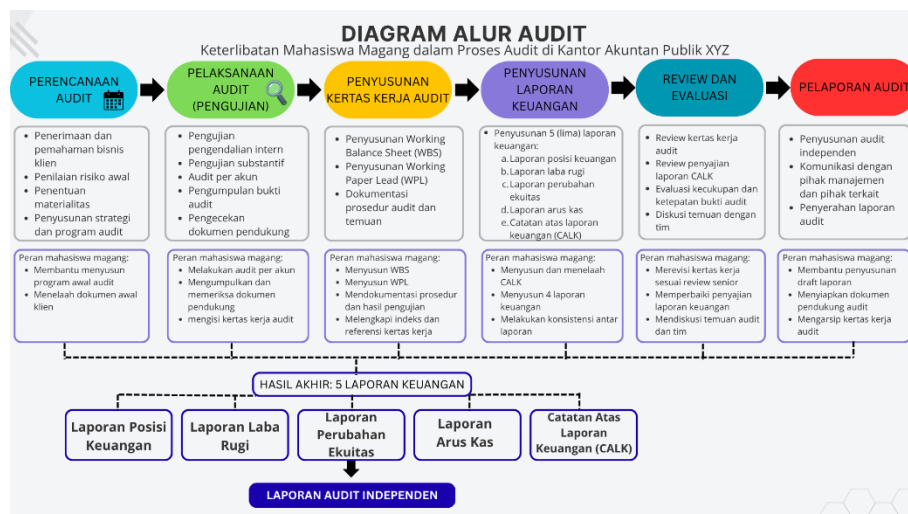 DIAGRAM ALUR AUDIT
Keterlibatan Mahasiswa Magang dalam Proses Audit di Kantor Akuntan Publik XYZ
PERENCANAAN
AUDIT
PELAKSANAAN
AUDIT
(PENGUJIAN)
PENYUSUNAN
KERTAS KERJA AUDIT
PENYUSUNAN
LAPORAN
KEUANGAN
REVIEW DAN
EVALUASI
PELAPORAN AUDIT
• Penerimaan dan
pemahaman bisnis
klien
• Penilaian risiko awal
• Penentuan
materialitas
• Penyusunan strategi
dan program audit
• Pengujian
pengendalian intern
• Pengujian substantif
• Audit per akun
• Pengumpulan bukti
audit
• Pengecekan
dokumen pendukung
• Penyusunan Working
Balance Sheet (WBS)
• Penyusunan Working
Paper Lead (WPL)
• Dokumentasi
prosedur audit dan
temuan
• Penyusunan 5 (lima) laporan
keuangan:
a. Laporan posisi keuangan
b. Laporan laba rugi
c. Laporan perubahan
ekuitas
d. Laporan arus kas
e. Catatan atas laporan
keuangan (CALK)
• Review kertas kerja
audit
• Review penyajian
laporan CALK
• Evaluasi kecukupan dan
ketepatan bukti audit
• Diskusi temuan dengan
tim
• Penyusunan audit
independen
• Komunikasi dengan
pihak manajemen
dan pihak terkait
• Penyerahan laporan
audit
Peran mahasiswa magang:
• Membantu menyusun
program awal audit
• Menelaah dokumen awal
klien
Peran mahasiswa magang:
• Melakukan audit per akun
• Mengumpulkan dan
memeriksa dokumen
pendukung
• mengisi kertas kerja audit
Peran mahasiswa magang:
• Menyusun WBS
• Menyusun WPL
• Mendokumentasi prosedur
dan hasil pengujian
• Melengkapi indeks dan
referensi kertas kerja
Peran mahasiswa magang:
• Menyusun dan menelaah
CALK
• Menyusun 4 laporan
keuangan
• Melakukan konsistensi antar
laporan
Peran mahasiswa magang:
• Merevisi kertas kerja
sesuai review senior
• Memperbaiki penyajian
laporan keuangan
• Mendiskusi temuan audit
dan tim
Peran mahasiswa magang:
• Membantu penyusunan
draft laporan
• Menyiapkan dokumen
pendukung audit
• Mengarsip kertas kerja
audit
HASIL AKHIR: 5 LAPORAN KEUANGAN
Laporan Posisi
Keuangan
Laporan Laba
Rugi
Laporan
Perubahan
Ekuitas
Laporan
Arus Kas
Catatan Atas
Laporan
Keuangan (CALK)
LAPORAN AUDIT INDEPENDEN